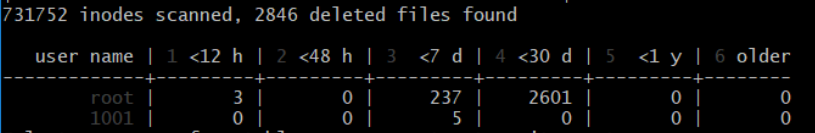 731752 inodes scanned, 2846 deleted files found
user name | 1 <12 h | 2 <48 h | 3 <7 d | 4 <30 d | 5 <1 y | 6 older
-------------+--------+--------+--------+--------+--------+--------
root | 3 | 0 | 237 | 2601 | 0 | 0
1001 | 0 | 0 | 5 | 0 | 0 | 0